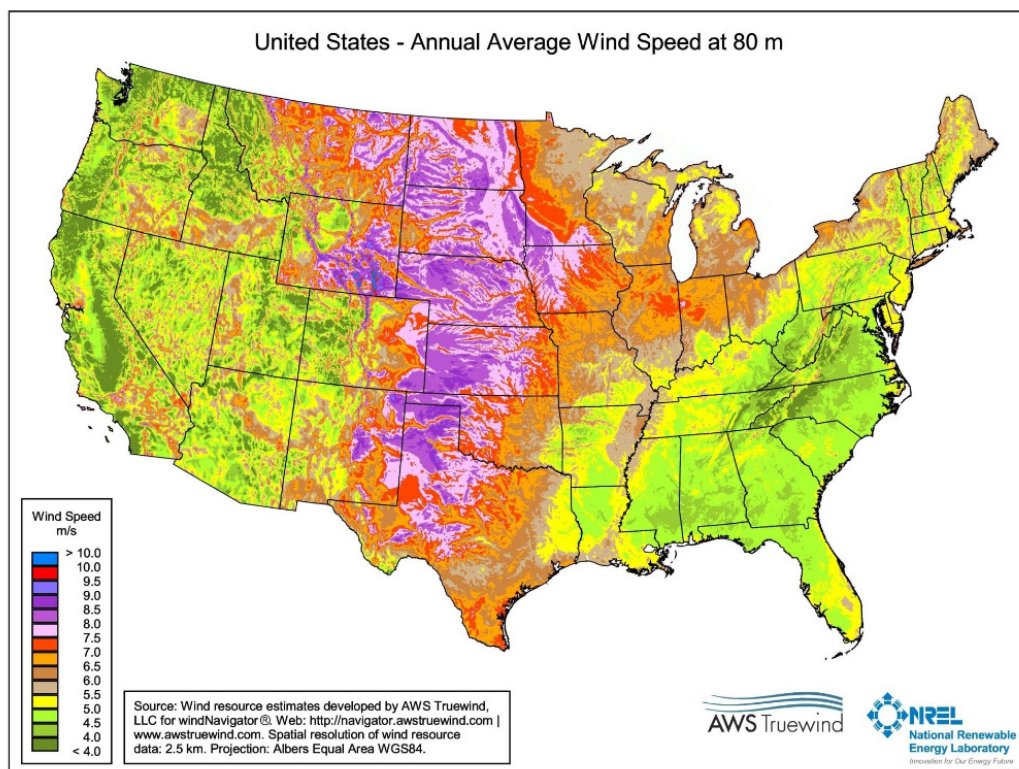 United States - Annual Average Wind Speed at 80 m
Wind Speed
m/s
> 10.0
10.0
9.5
9.0
8.5
8.0
7.5
7.0
6.5
6.0
5.5
5.0
4.5
4.0
< 4.0
Source: Wind resource estimates developed by AWS Truewind,
LLC for windNavigator®. Web: http://navigator.awstruewind.com |
www.awstruewind.com. Spatial resolution of wind resource
data: 2.5 km. Projection: Albers Equal Area WGS84.
AWS Truewind
NREL
National Renewable
Energy Laboratory
Innovation for Our Energy Future